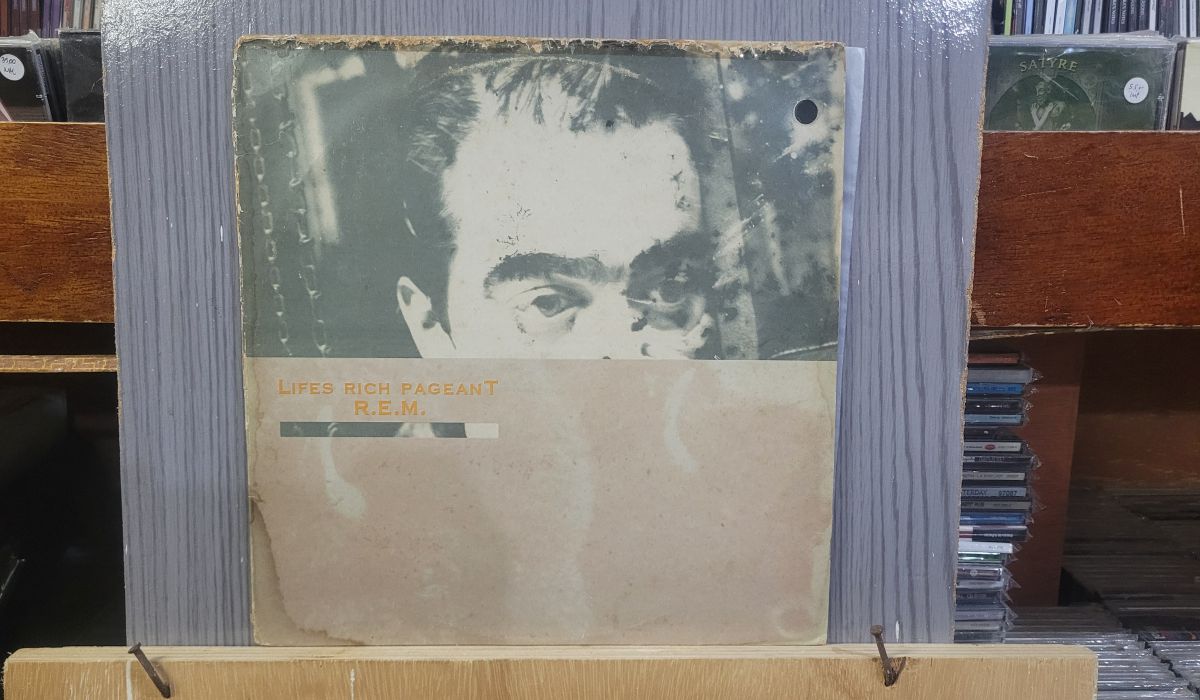 SATYRE
LIFES RICH PAGEANT
R.E.M.